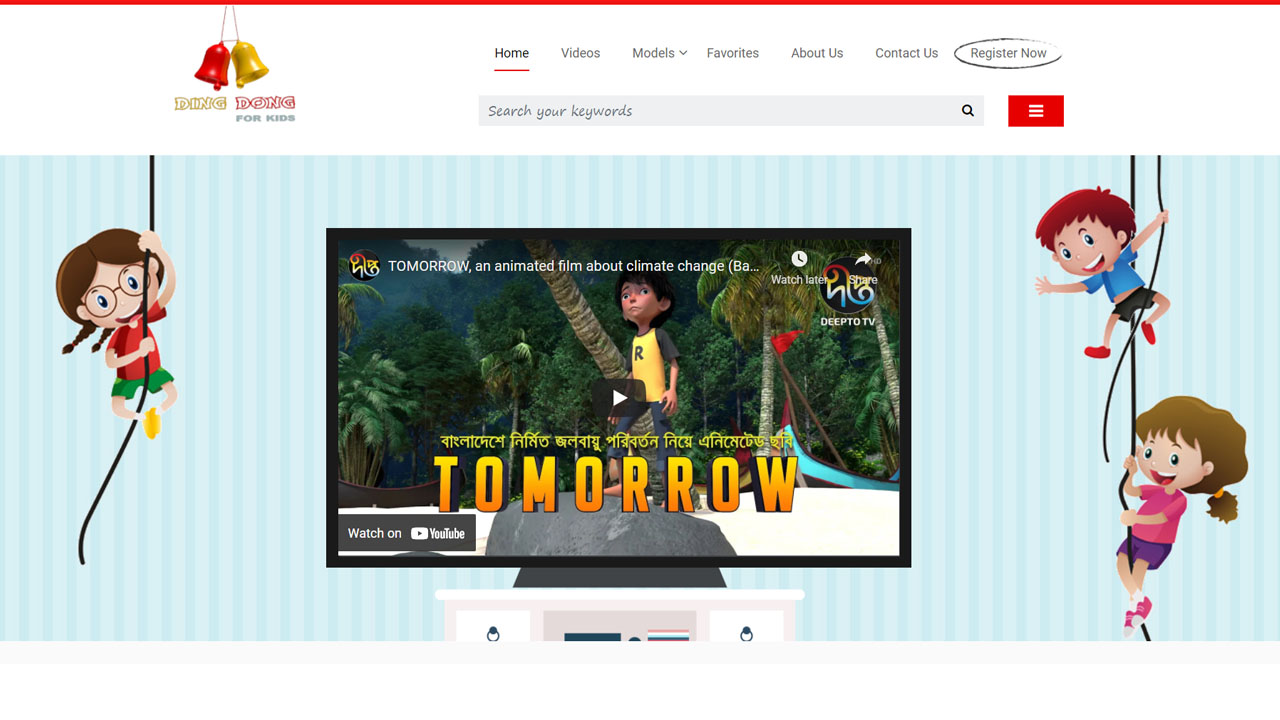 DING DONG
FOR KIDS
Home
Videos
Models
Favorites
About Us
Contact Us
Register Now
Search your keywords
দীপ্ত
TOMORROW, an animated film about climate change (Ba...
Watch later
Share
দীপ্ত
DEEPTO TV
R
বাংলাদেশে নির্মিত জলবায়ু পরিবর্তন নিয়ে এনিমেটেড ছবি
TOMORROW
Watch on YouTube